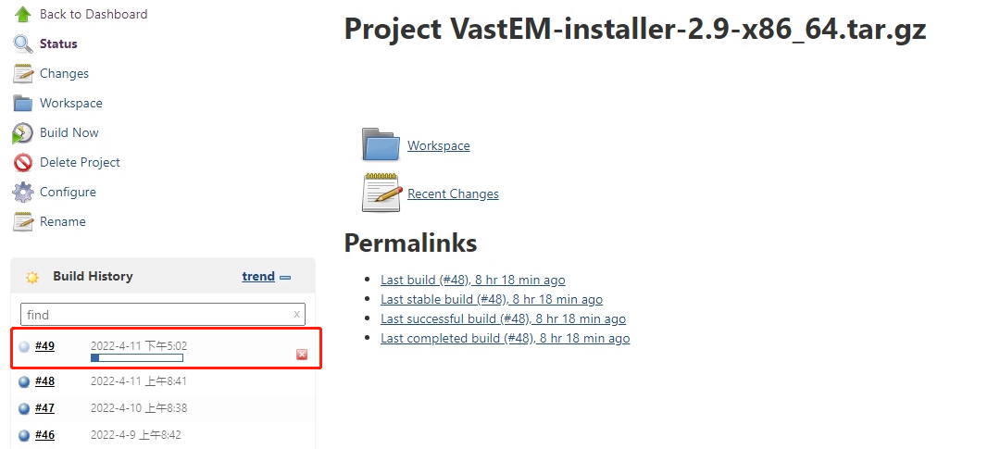 Back to Dashboard
Status
Changes
Workspace
Build Now
Delete Project
Configure
Rename
Build History trend
find x
#49 2022-4-11 下午5:02
#48 2022-4-11 上午8:41
#47 2022-4-10 上午8:38
#46 2022-4-9 上午8:42
Project VastEM-installer-2.9-x86_64.tar.gz
Workspace
Recent Changes
Permalinks
Last build (#48), 8 hr 18 min ago
Last stable build (#48), 8 hr 18 min ago
Last successful build (#48), 8 hr 18 min ago
Last completed build (#48), 8 hr 18 min ago